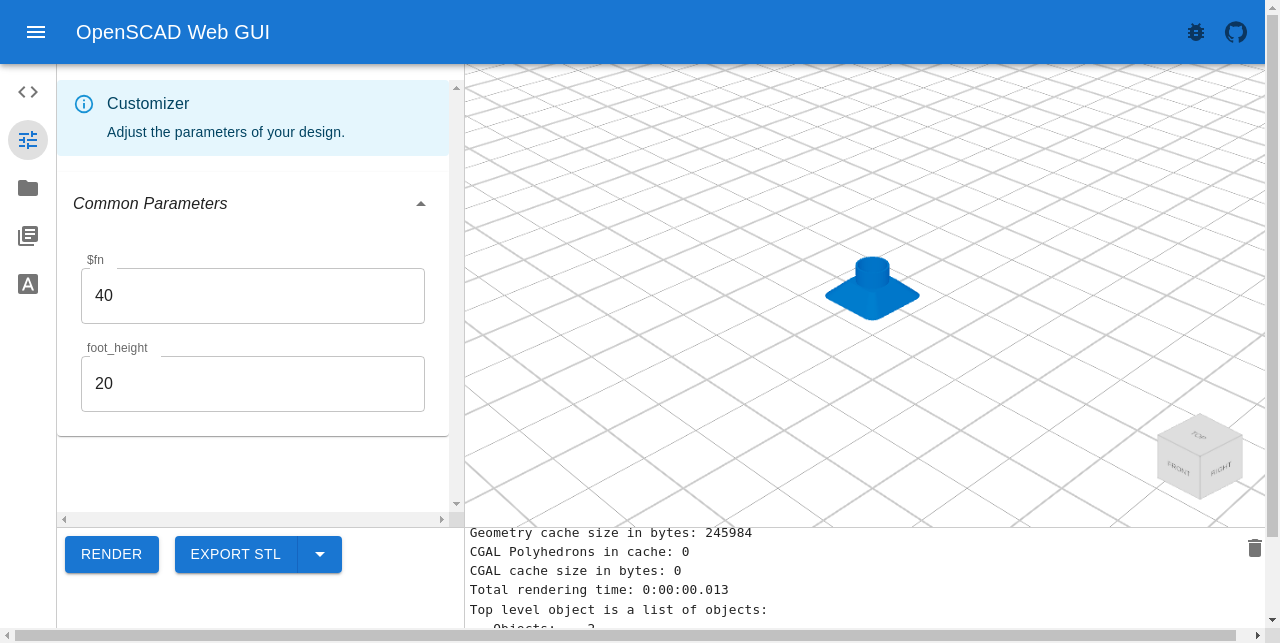 OpenSCAD Web GUI
Customizer
Adjust the parameters of your design.
Common Parameters
$fn
40
foot_height
20
RENDER
EXPORT STL
TOP
FRONT
RIGHT
Geometry cache size in bytes: 245984
CGAL Polyhedrons in cache: 0
CGAL cache size in bytes: 0
Total rendering time: 0:00:00.013
Top level object is a list of objects:
Objects: 2